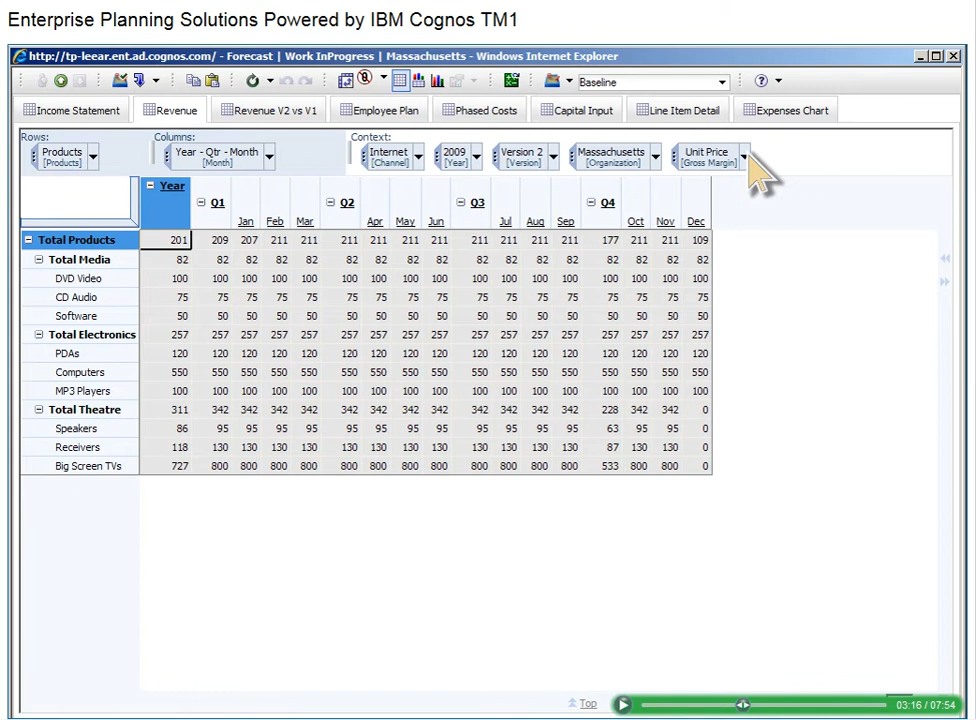 Enterprise Planning Solutions Powered by IBM Cognos TM1
http://tp-leear.ent.ad.cognos.com/ - Forecast | Work InProgress | Massachusetts - Windows Internet Explorer
Baseline
Income Statement Revenue Revenue V2 vs V1 Employee Plan Phased Costs Capital Input Line Item Detail Expenses Chart
Rows: Columns: Context:
Products Year - Qtr - Month Internet 2009 Version 2 Massachusetts Unit Price
[Products] [Month] [Channel] [Year] [Version] [Organization] [Gross Margin]
Year
Q1 Q2 Q3 Q4
Jan Feb Mar Apr May Jun Jul Aug Sep Oct Nov Dec
Total Products 201 209 207 211 211 211 211 211 211 211 211 211 211 177 211 211 109
Total Media 82 82 82 82 82 82 82 82 82 82 82 82 82 82 82 82 82
DVD Video 100 100 100 100 100 100 100 100 100 100 100 100 100 100 100 100 100
CD Audio 75 75 75 75 75 75 75 75 75 75 75 75 75 75 75 75 75
Software 50 50 50 50 50 50 50 50 50 50 50 50 50 50 50 50 50
Total Electronics 257 257 257 257 257 257 257 257 257 257 257 257 257 257 257 257 257
PDAs 120 120 120 120 120 120 120 120 120 120 120 120 120 120 120 120 120
Computers 550 550 550 550 550 550 550 550 550 550 550 550 550 550 550 550 550
MP3 Players 100 100 100 100 100 100 100 100 100 100 100 100 100 100 100 100 100
Total Theatre 311 342 342 342 342 342 342 342 342 342 342 342 342 228 342 342 0
Speakers 86 95 95 95 95 95 95 95 95 95 95 95 95 63 95 95 0
Receivers 118 130 130 130 130 130 130 130 130 130 130 130 130 87 130 130 0
Big Screen TVs 727 800 800 800 800 800 800 800 800 800 800 800 800 533 800 800 0
Top
03:16 / 07:54